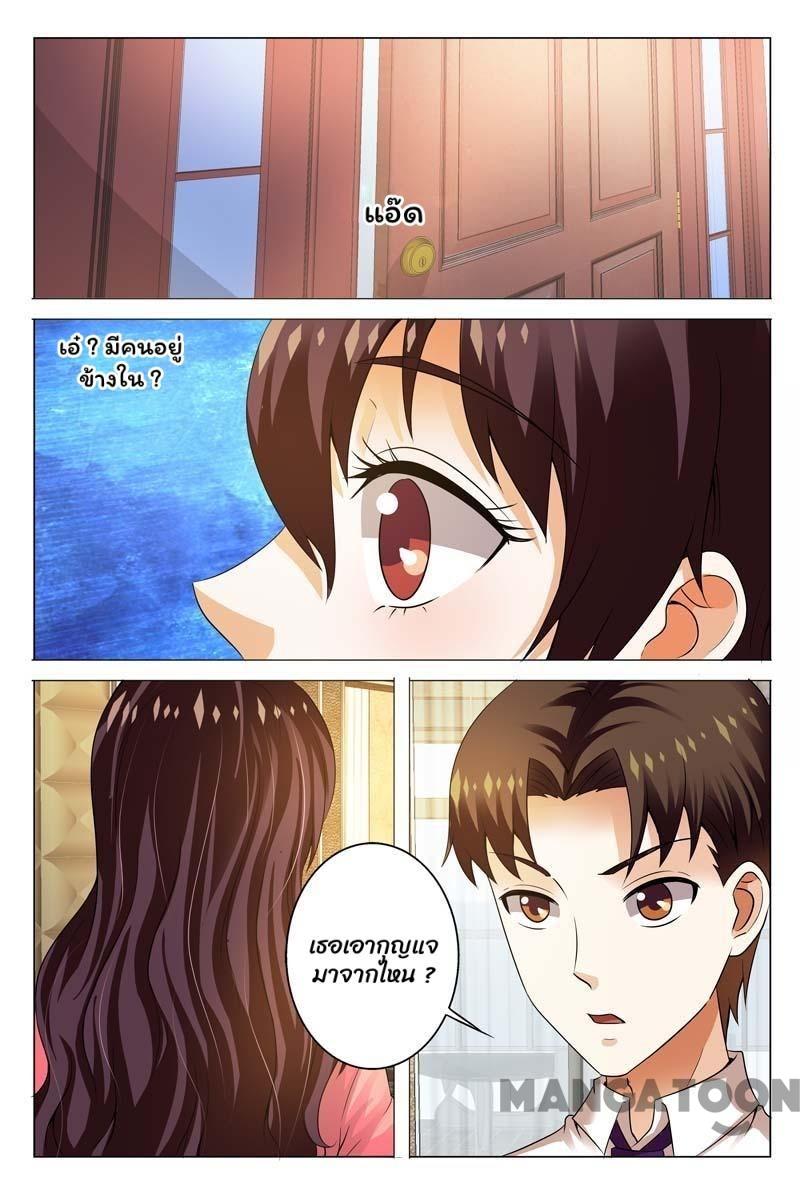 แอ๊ด
เอ๋ ? มีคนอยู่
ข้างใน ?
เธอเอากุญแจ
มาจากไหน ?
MANGATOON